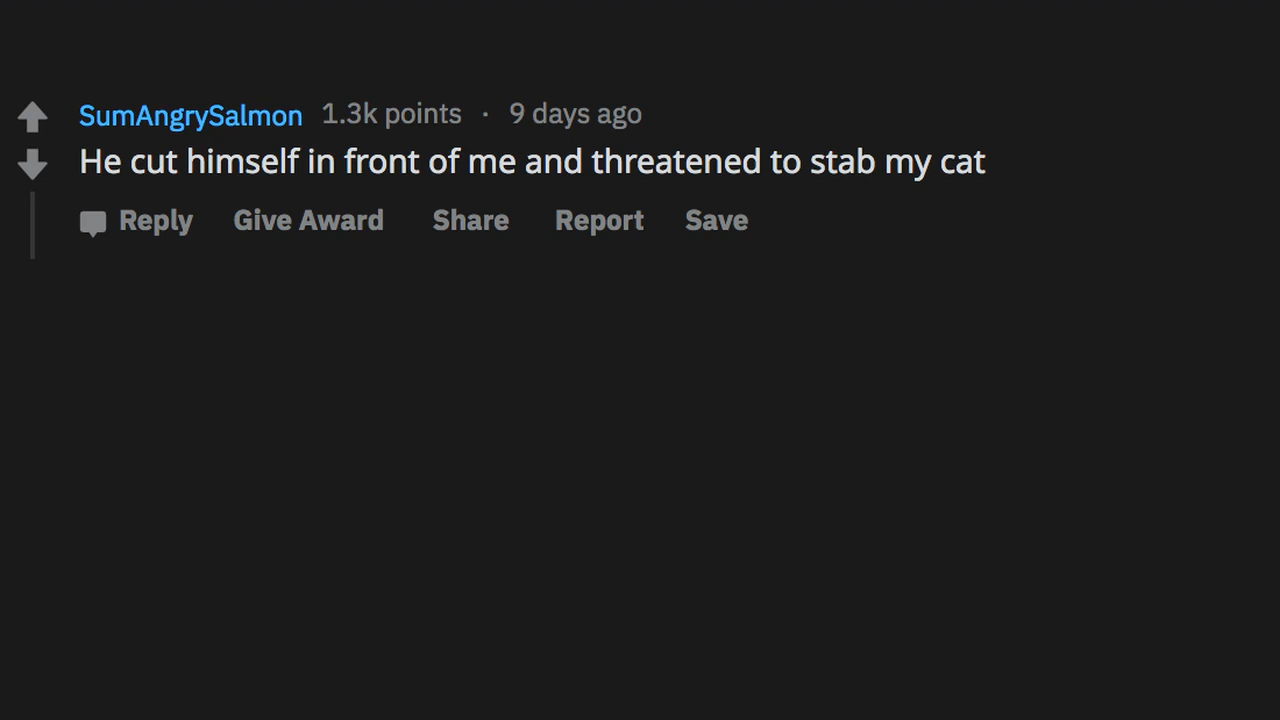 SumAngrySalmon 1.3k points · 9 days ago
He cut himself in front of me and threatened to stab my cat
Reply Give Award Share Report Save